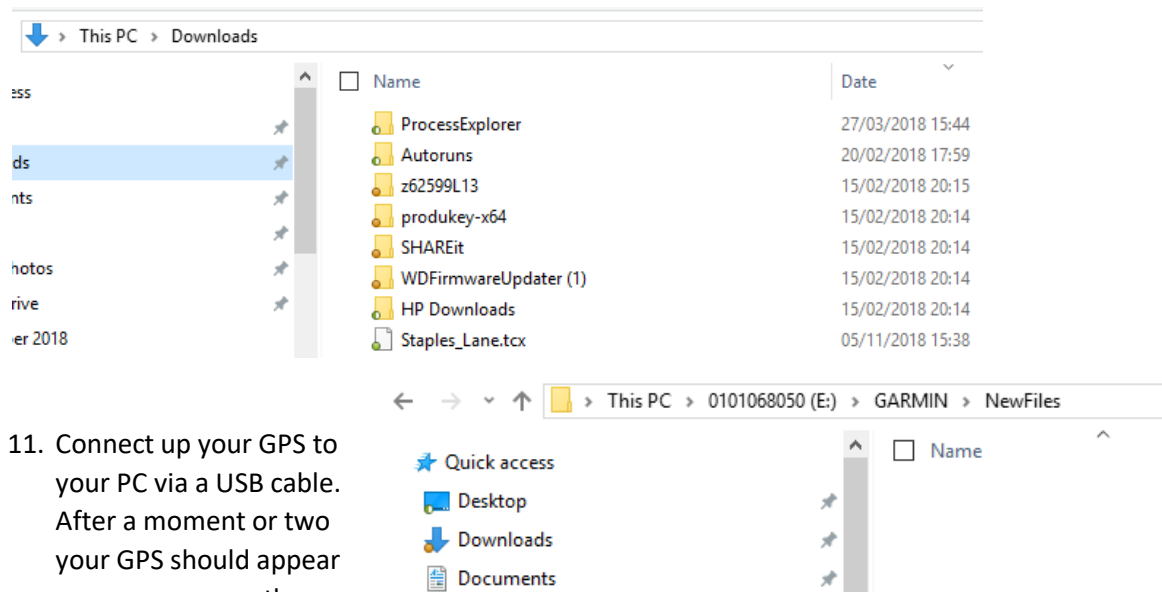 This PC > Downloads
ess
ds
nts
hotos
rive
er 2018
Name Date
ProcessExplorer 27/03/2018 15:44
Autoruns 20/02/2018 17:59
z62599L13 15/02/2018 20:15
produkey-x64 15/02/2018 20:14
SHAREit 15/02/2018 20:14
WDFirmwareUpdater (1) 15/02/2018 20:14
HP Downloads 15/02/2018 20:14
Staples_Lane.tcx 05/11/2018 15:38
This PC > 0101068050 (E:) > GARMIN > NewFiles
Quick access
Desktop
Downloads
Documents
Name
11. Connect up your GPS to
your PC via a USB cable.
After a moment or two
your GPS should appear